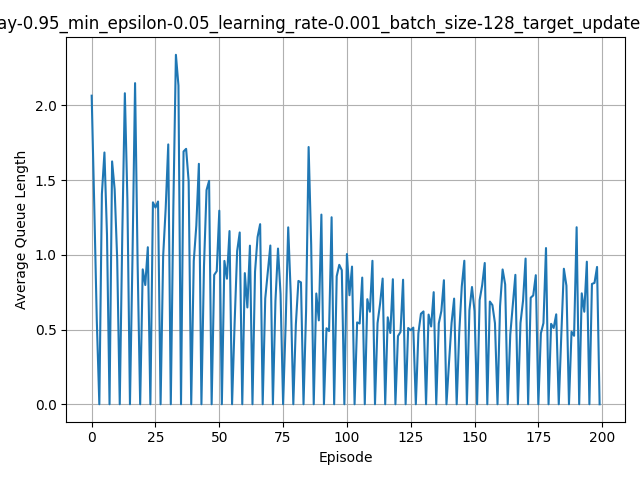 ay-0.95_min_epsilon-0.05_learning_rate-0.001_batch_size-128_target_update
2.0
1.5
1.0
0.5
0.0
Average Queue Length
0 25 50 75 100 125 150 175 200
Episode